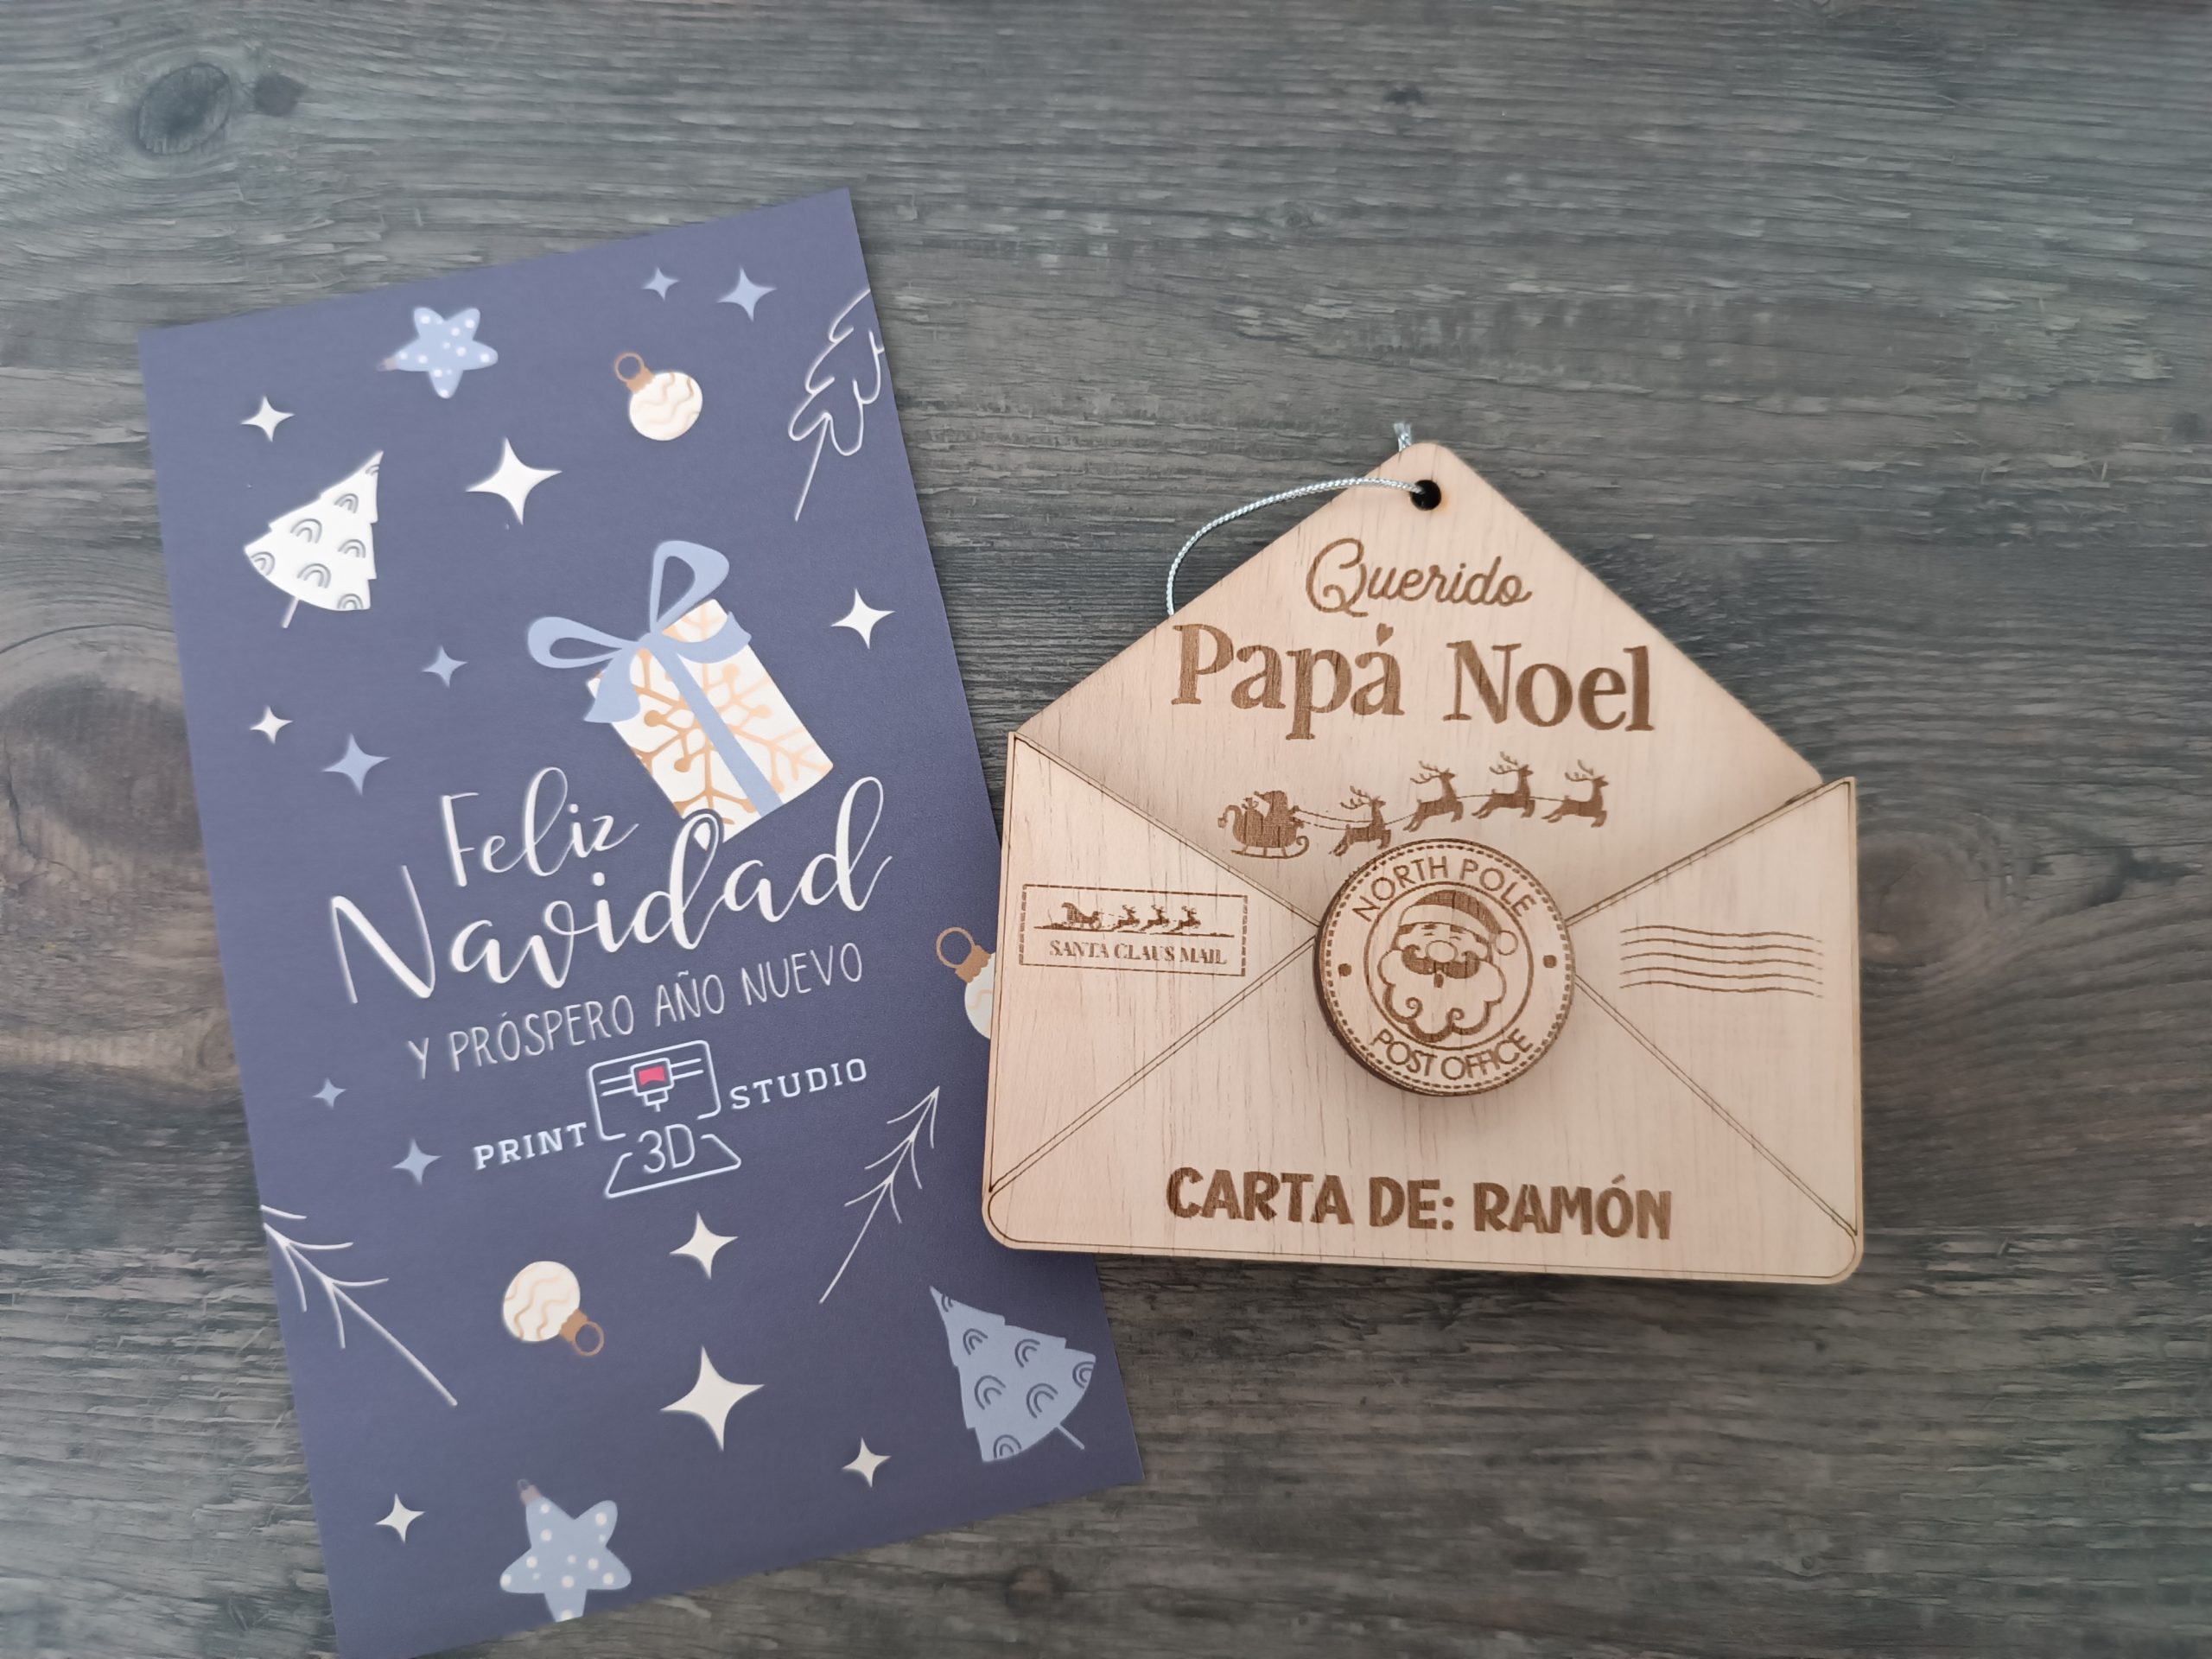 Feliz
Navidad
Y PRÓSPERO AÑO NUEVO
PRINT 3D STUDIO
Querido
Papá Noel
SANTA CLAUS MAIL
NORTH POLE
POST OFFICE
CARTA DE: RAMÓN